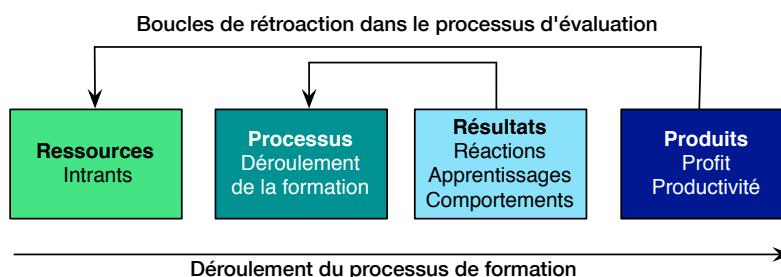 Boucles de rétroaction dans le processus d'évaluation
Ressources
Intrants
Processus
Déroulement
de la formation
Résultats
Réactions
Apprentissages
Comportements
Produits
Profit
Productivité
Déroulement du processus de formation